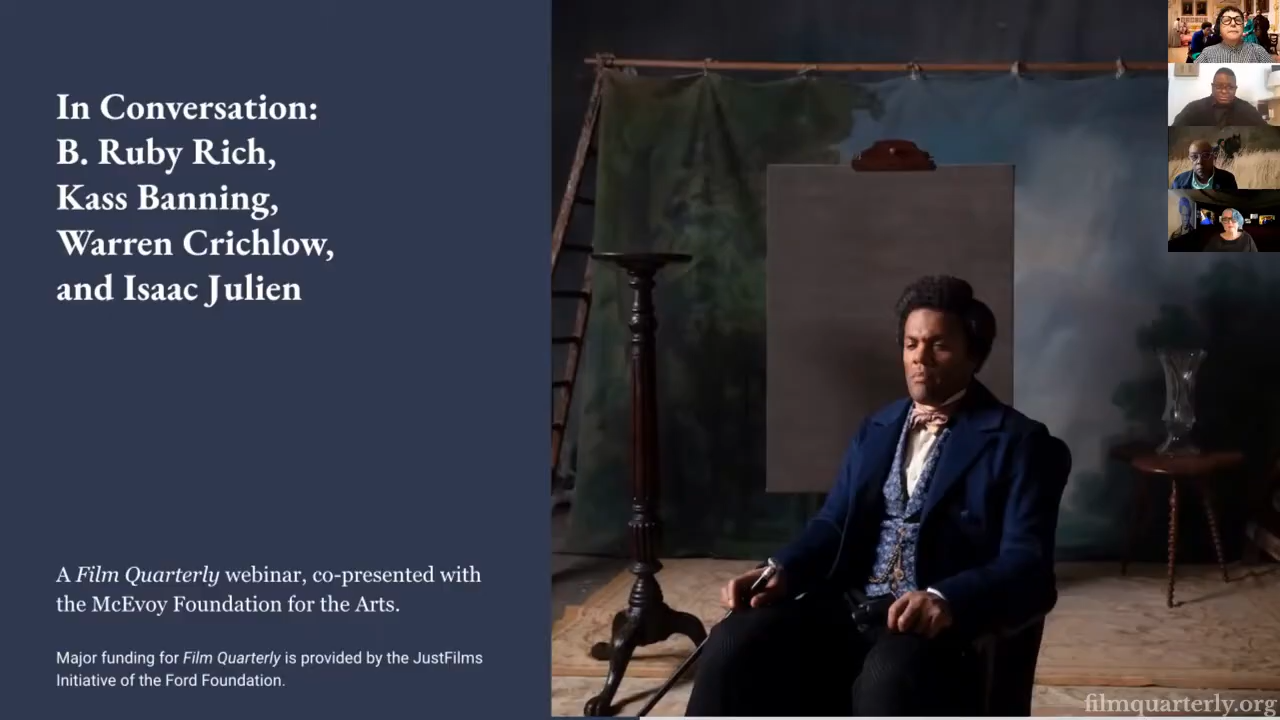 In Conversation:
B. Ruby Rich,
Kass Banning,
Warren Crichlow,
and Isaac Julien
A Film Quarterly webinar, co-presented with
the McEvoy Foundation for the Arts.
Major funding for Film Quarterly is provided by the JustFilms
Initiative of the Ford Foundation.
filmquarterly.org